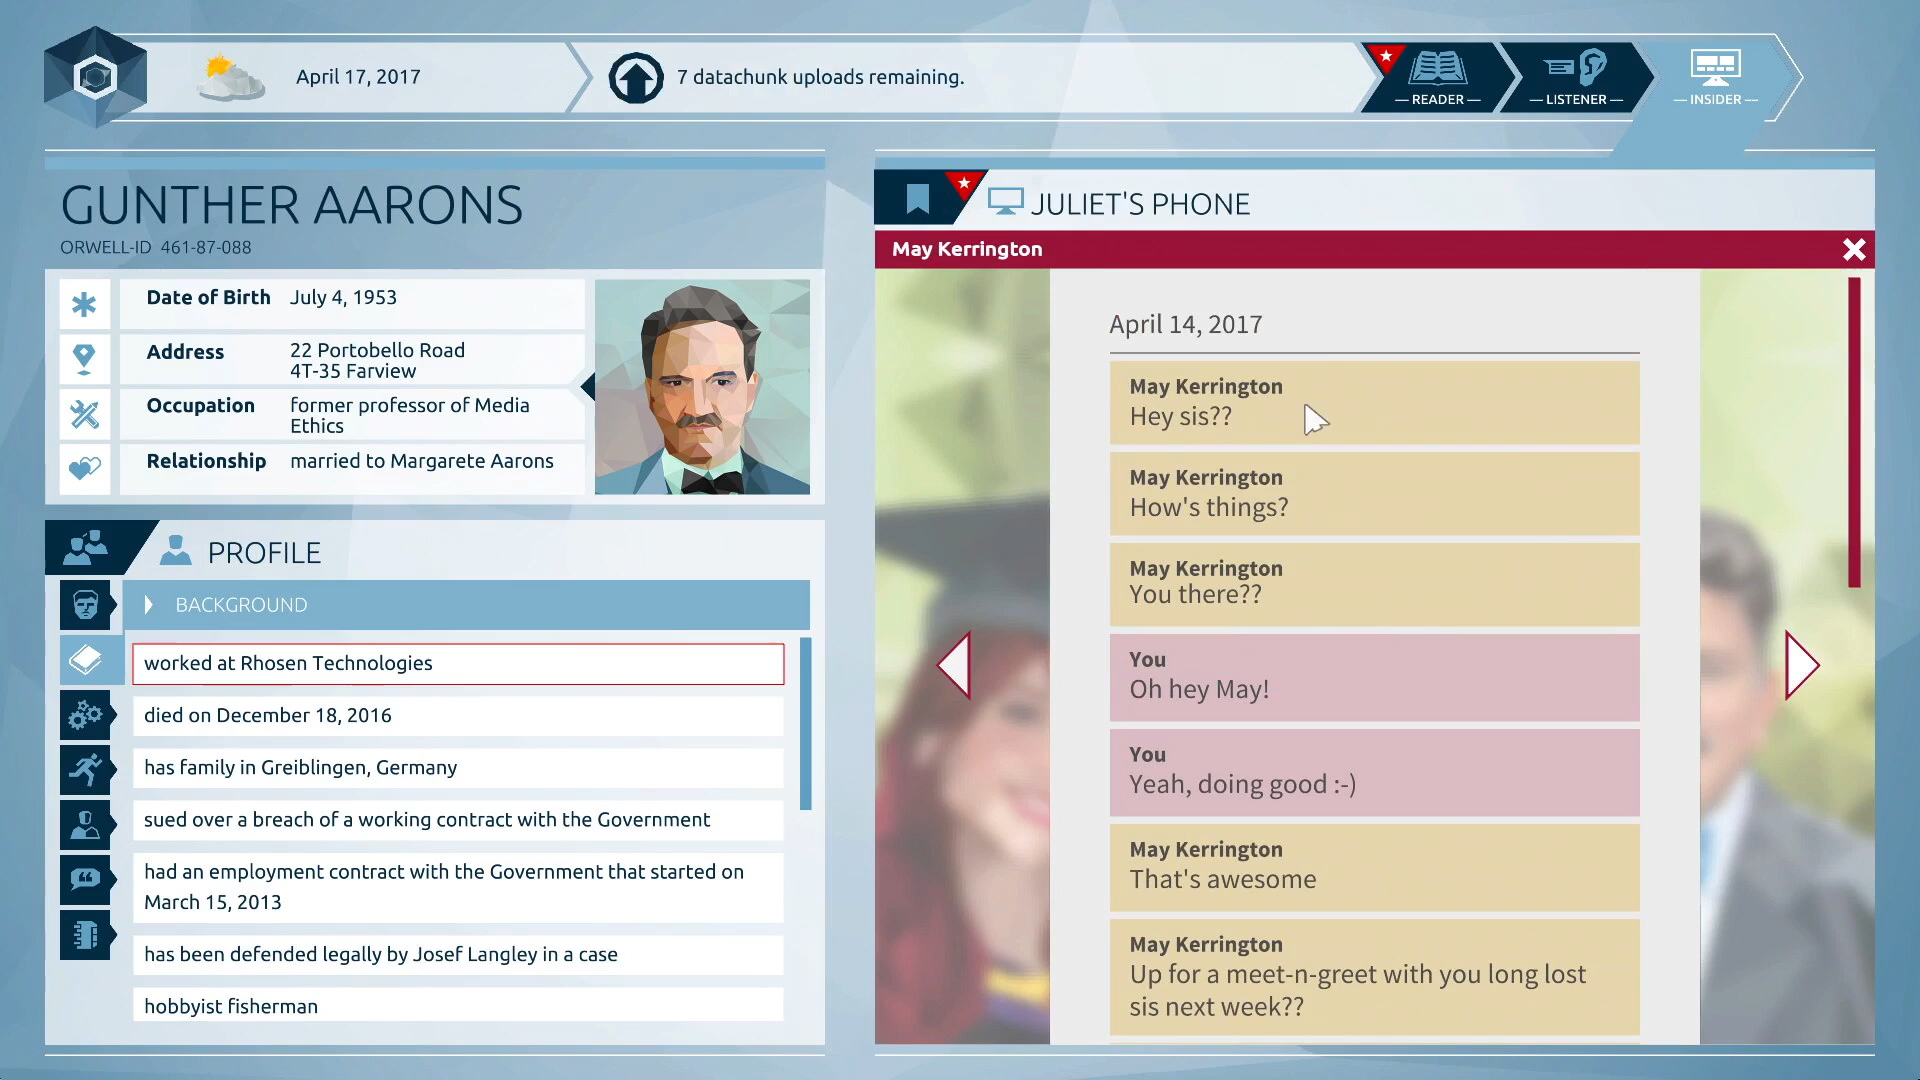 April 17, 2017
7 datachunk uploads remaining.
READER
LISTENER
INSIDER
GUNTHER AARONS
ORWELL-ID 461-87-088
Date of Birth July 4, 1953
Address 22 Portobello Road
4T-35 Farview
Occupation former professor of Media
Ethics
Relationship married to Margarete Aarons
PROFILE
BACKGROUND
worked at Rhosen Technologies
died on December 18, 2016
has family in Greiblingen, Germany
sued over a breach of a working contract with the Government
had an employment contract with the Government that started on
March 15, 2013
has been defended legally by Josef Langley in a case
hobbyist fisherman
JULIET'S PHONE
May Kerrington
April 14, 2017
May Kerrington
Hey sis??
May Kerrington
How's things?
May Kerrington
You there??
You
Oh hey May!
You
Yeah, doing good :-)
May Kerrington
That's awesome
May Kerrington
Up for a meet-n-greet with you long lost
sis next week??